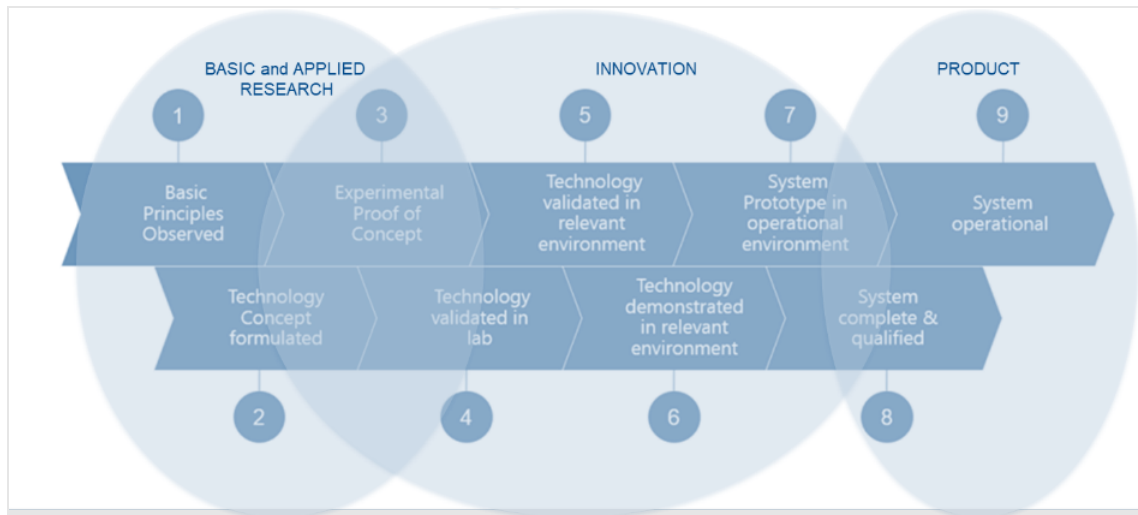 BASIC and APPLIED
RESEARCH
INNOVATION
PRODUCT
1
3
5
7
9
Basic
Principles
Observed
Experimental
Proof of
Concept
Technology
validated in
relevant
environment
System
Prototype in
operational
environment
System
operational
Technology
Concept
formulated
Technology
validated in
lab
Technology
demonstrated
in relevant
environment
System
complete &
qualified
2
4
6
8